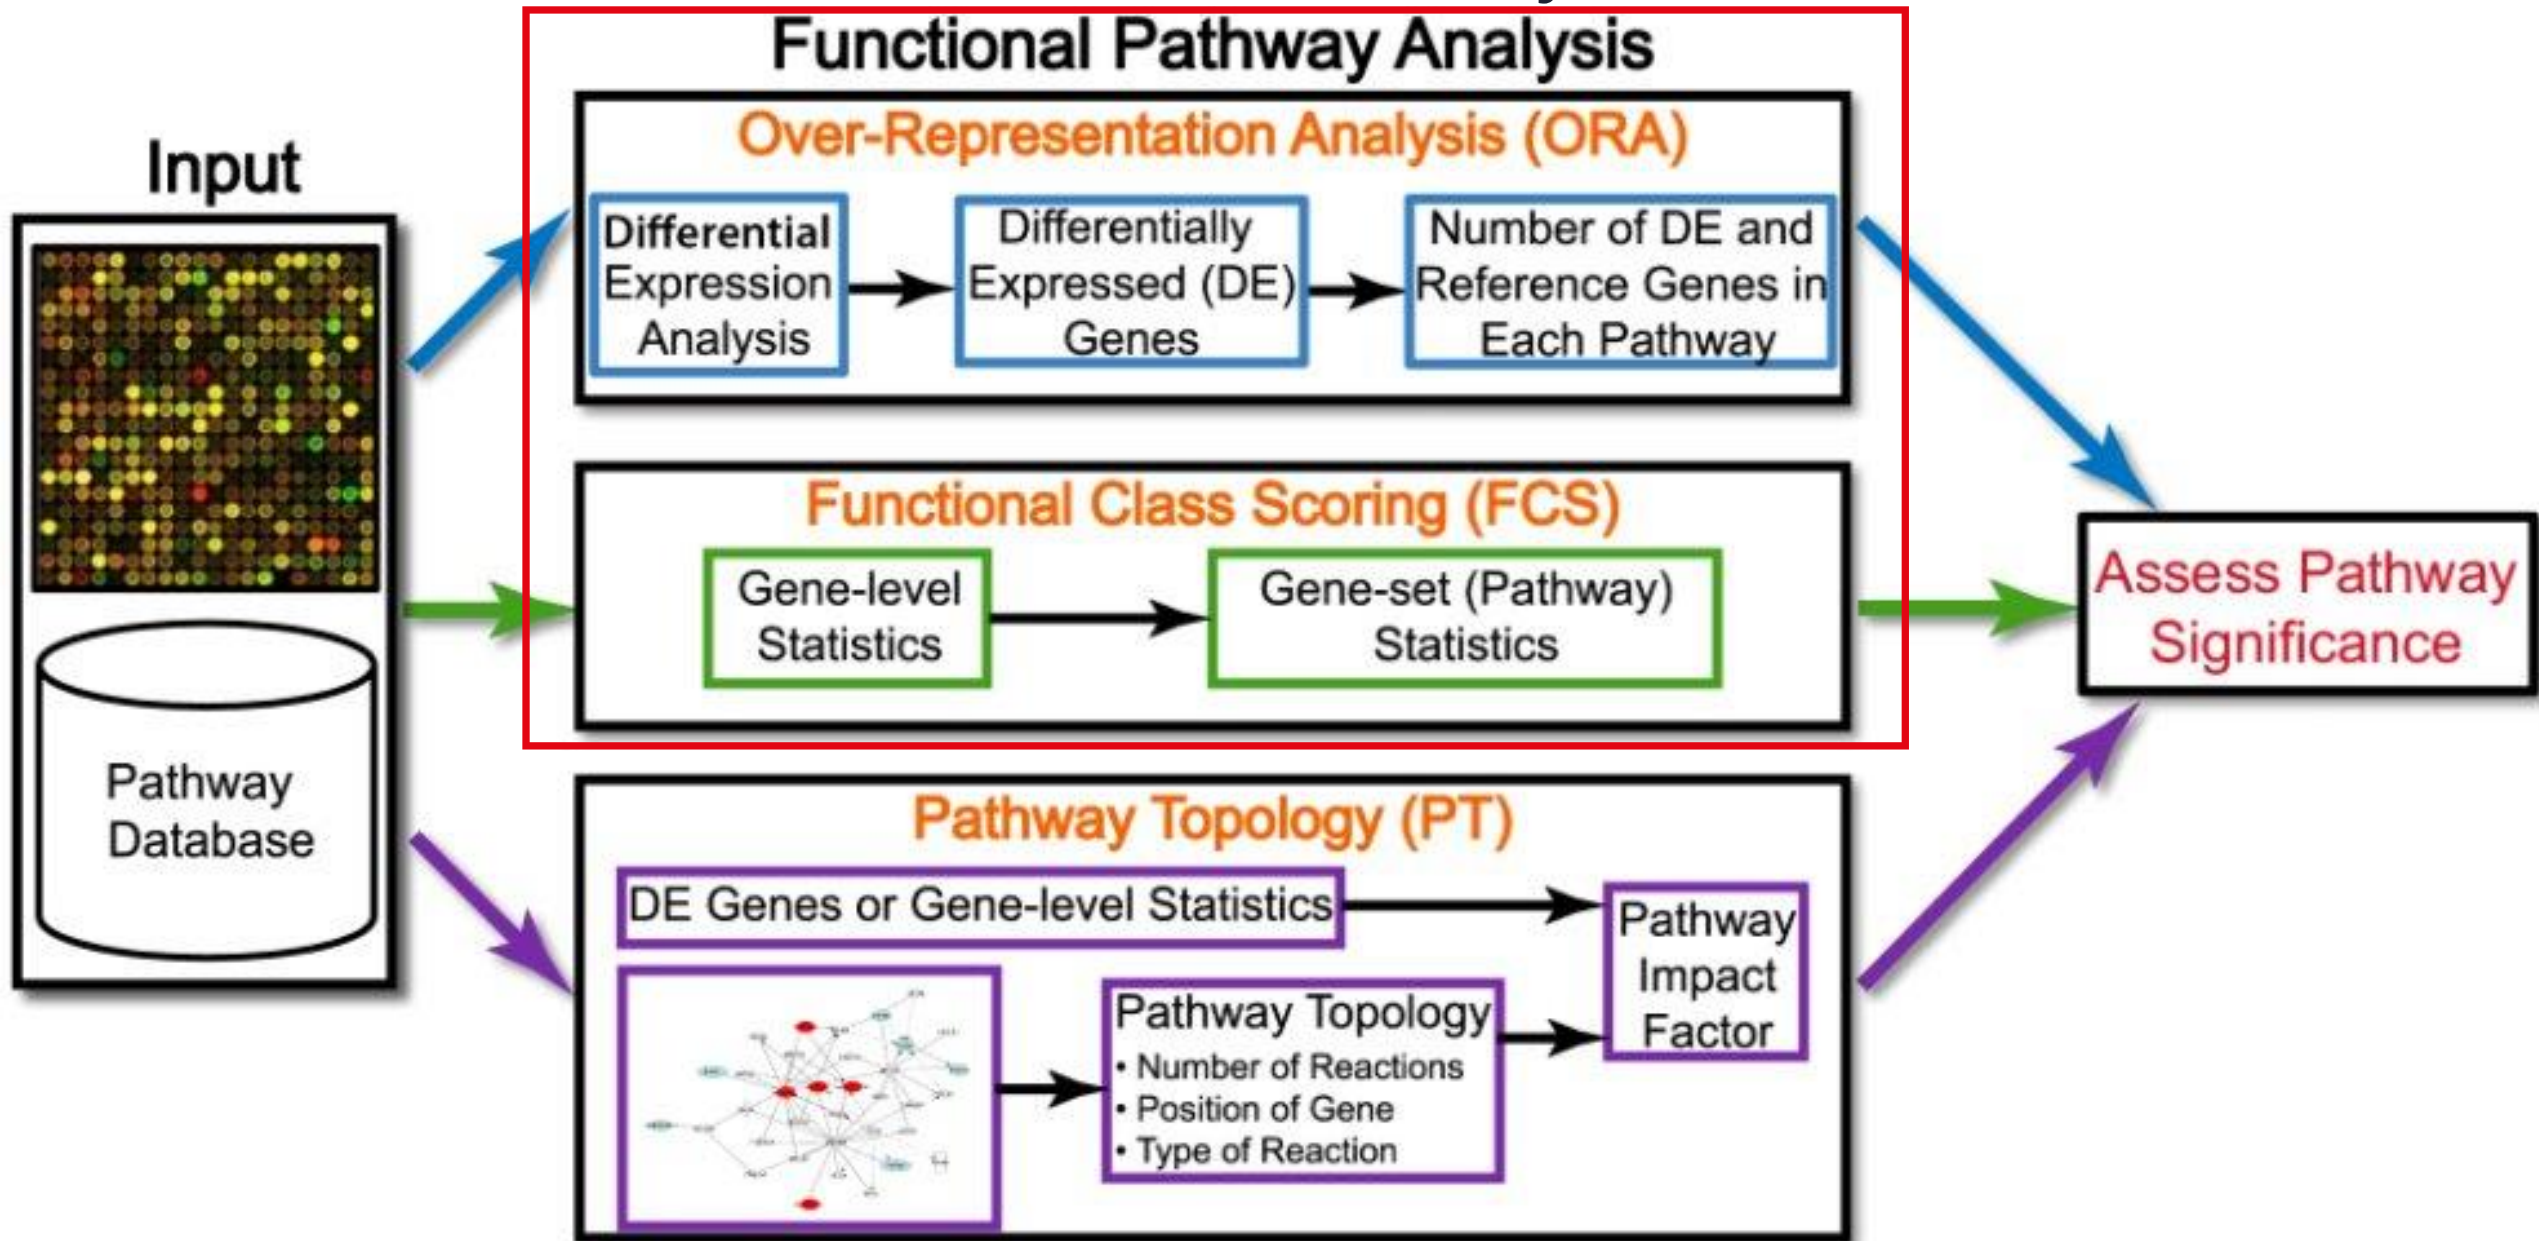 Functional Pathway Analysis
Input
Pathway
Database
Over-Representation Analysis (ORA)
Differential
Expression
Analysis
Differentially
Expressed (DE)
Genes
Number of DE and
Reference Genes in
Each Pathway
Functional Class Scoring (FCS)
Gene-level
Statistics
Gene-set (Pathway)
Statistics
Pathway Topology (PT)
DE Genes or Gene-level Statistics
Pathway Topology
• Number of Reactions
• Position of Gene
• Type of Reaction
Pathway
Impact
Factor
Assess Pathway
Significance